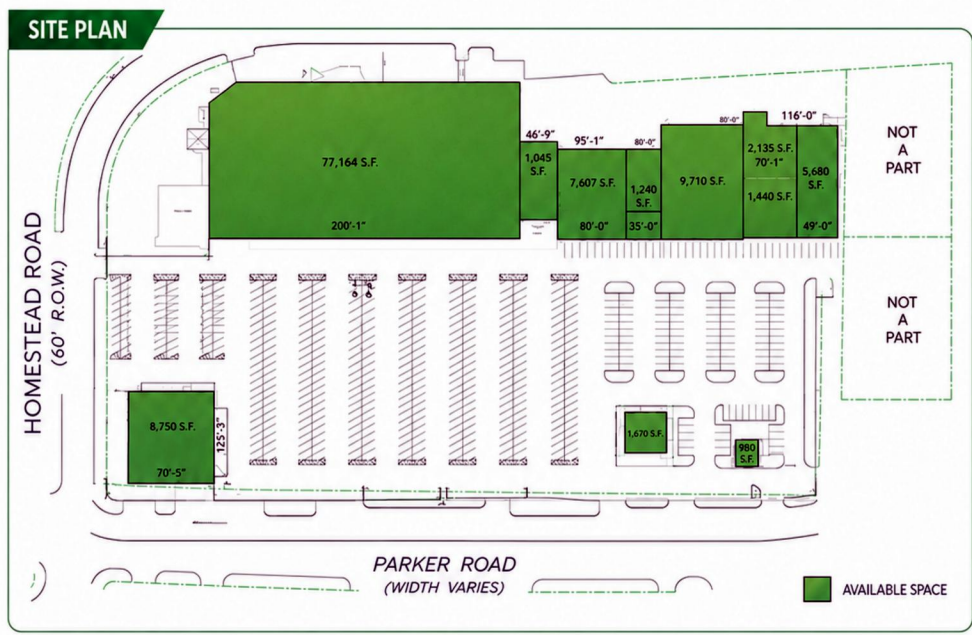 SITE PLAN
77,164 S.F.
200'-1"
46'-9"
1,045
S.F.
95'-1"
7,607 S.F.
80'-0"
80'-0"
1,240
S.F.
35'-0"
9,710 S.F.
80'-0"
116'-0"
2,135 S.F.
70'-1"
1,440 S.F.
5,680
S.F.
49'-0"
NOT
A
PART
NOT
A
PART
HOMESTEAD ROAD
(60' R.O.W.)
8,750 S.F.
70'-5"
125'-3"
1,670 S.F.
980
S.F.
PARKER ROAD
(WIDTH VARIES)
AVAILABLE SPACE